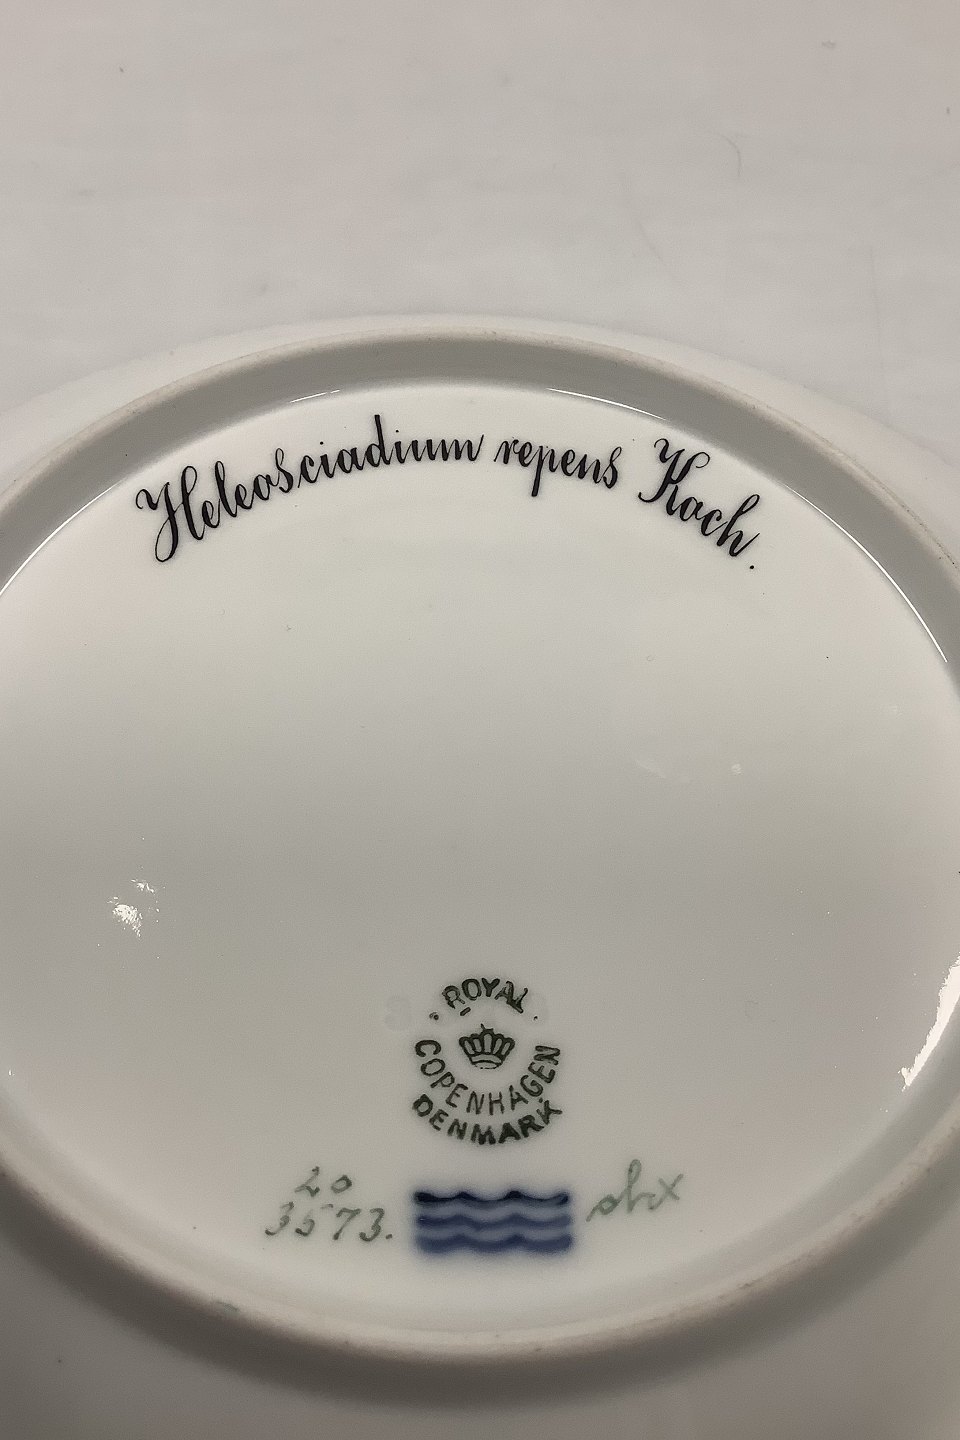 Heleosciadium repens Koch.
ROYAL
COPENHAGEN
DENMARK
20
3573.